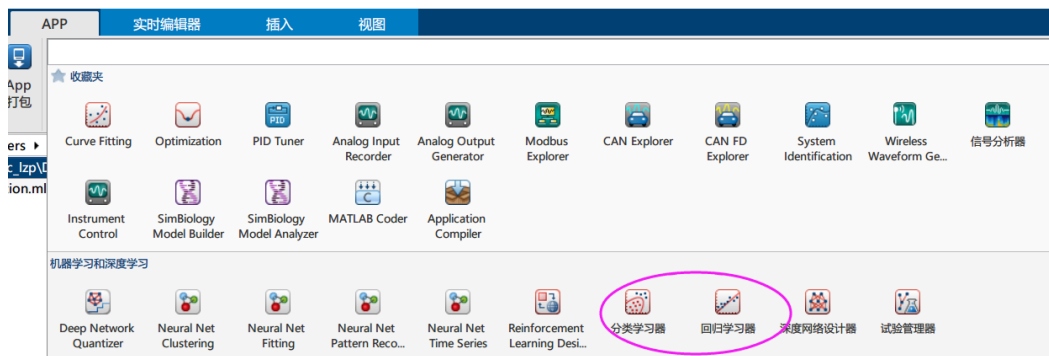 APP 实时编辑器 插入 视图
App
打包
收藏夹
Curve Fitting
Optimization
PID Tuner
Analog Input
Recorder
Analog Output
Generator
Modbus
Explorer
CAN Explorer
CAN FD
Explorer
System
Identification
Wireless
Waveform Ge...
信号分析器
ers
c_lzp\D
ion.ml
Instrument
Control
SimBiology
Model Builder
SimBiology
Model Analyzer
MATLAB Coder
Application
Compiler
机器学习和深度学习
Deep Network
Quantizer
Neural Net
Clustering
Neural Net
Fitting
Neural Net
Pattern Reco...
Neural Net
Time Series
Reinforcement
Learning Desi...
分类学习器
回归学习器
深度网络设计器
试验管理器